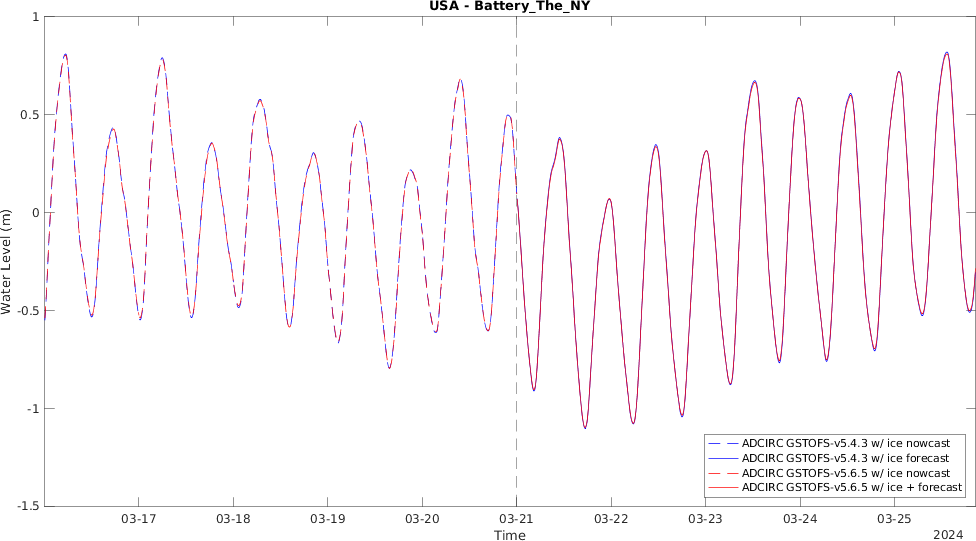 USA - Battery_The_NY
1
0.5
0
-0.5
-1
-1.5
Water Level (m)
ADCIRC GSTOFS-v5.4.3 w/ ice nowcast
ADCIRC GSTOFS-v5.4.3 w/ ice forecast
ADCIRC GSTOFS-v5.6.5 w/ ice nowcast
ADCIRC GSTOFS-v5.6.5 w/ ice + forecast
03-17 03-18 03-19 03-20 03-21 03-22 03-23 03-24 03-25
Time
2024